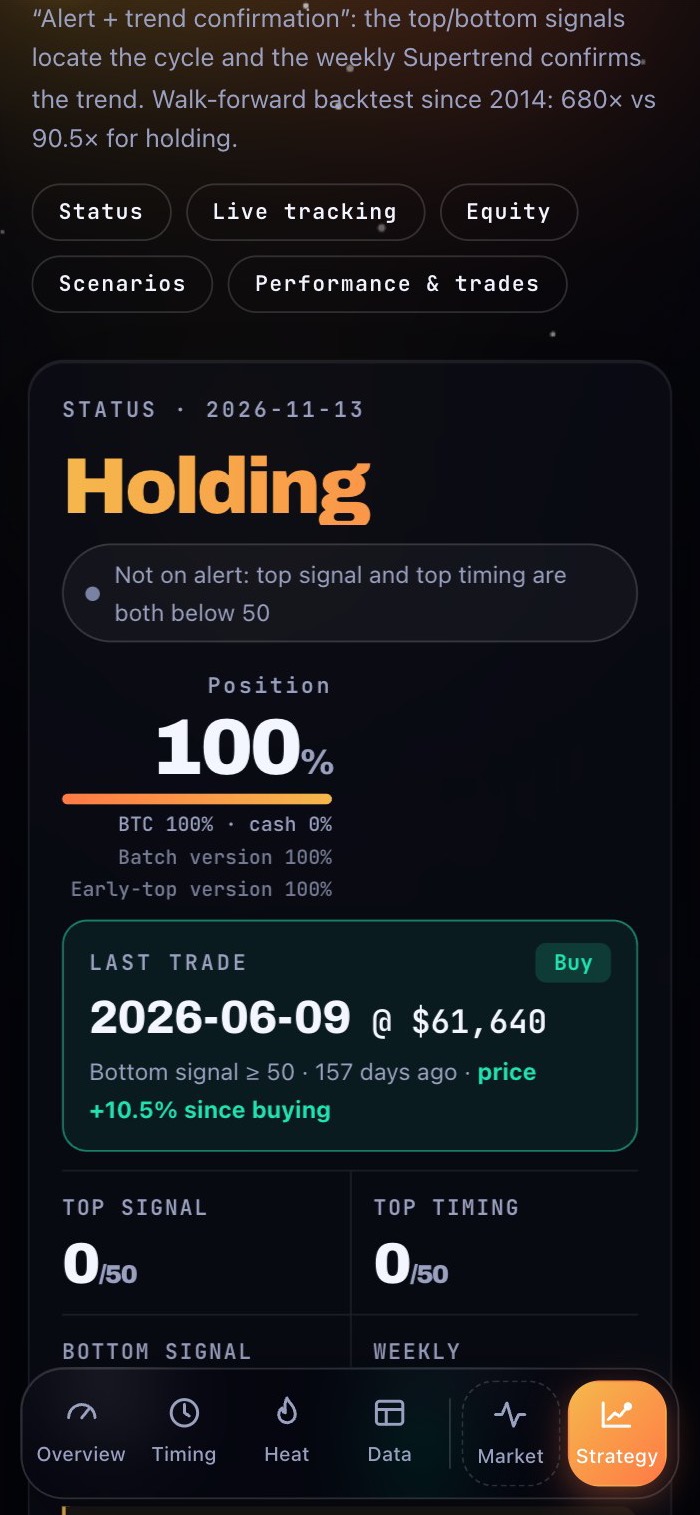 “Alert + trend confirmation”: the top/bottom signals
locate the cycle and the weekly Supertrend confirms
the trend. Walk-forward backtest since 2014: 680× vs
90.5× for holding.
Status
Live tracking
Equity
Scenarios
Performance & trades
STATUS · 2026-11-13
Holding
Not on alert: top signal and top timing are
both below 50
Position
100%
BTC 100% · cash 0%
Batch version 100%
Early-top version 100%
LAST TRADE
Buy
2026-06-09 @ $61,640
Bottom signal ≥ 50 · 157 days ago · price
+10.5% since buying
TOP SIGNAL
0/50
TOP TIMING
0/50
BOTTOM SIGNAL
WEEKLY
Overview
Timing
Heat
Data
Market
Strategy